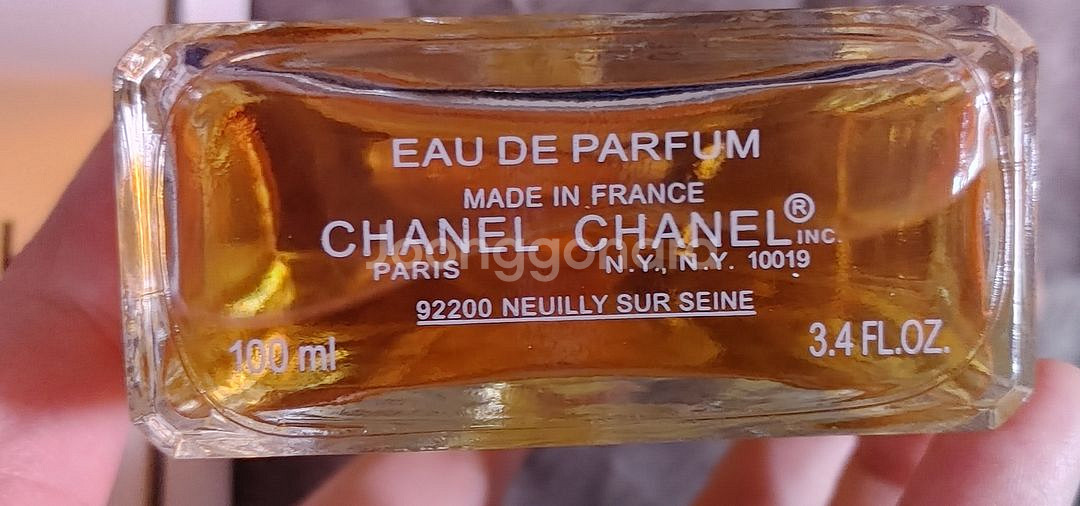 EAU DE PARFUM
MADE IN FRANCE
CHANEL CHANEL® INC.
PARIS N.Y., N.Y. 10019
92200 NEUILLY SUR SEINE
100 ml 3.4 FL.OZ.